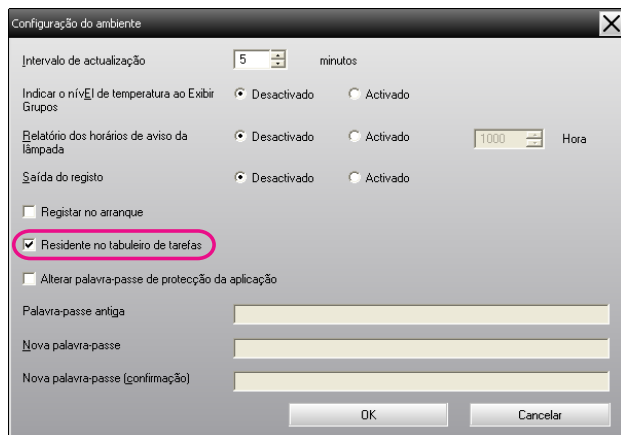 Configuração do ambiente
Intervalo de actualização 5 minutos
Indicar o nívEl de temperatura ao Exibir Grupos Desactivado Activado
Relatório dos horários de aviso da lâmpada Desactivado Activado 1000 Hora
Saída do registo Desactivado Activado
Registar no arranque
Residente no tabuleiro de tarefas
Alterar palavra-passe de protecção da aplicação
Palavra-passe antiga
Nova palavra-passe
Nova palavra-passe (confirmação)
OK Cancelar